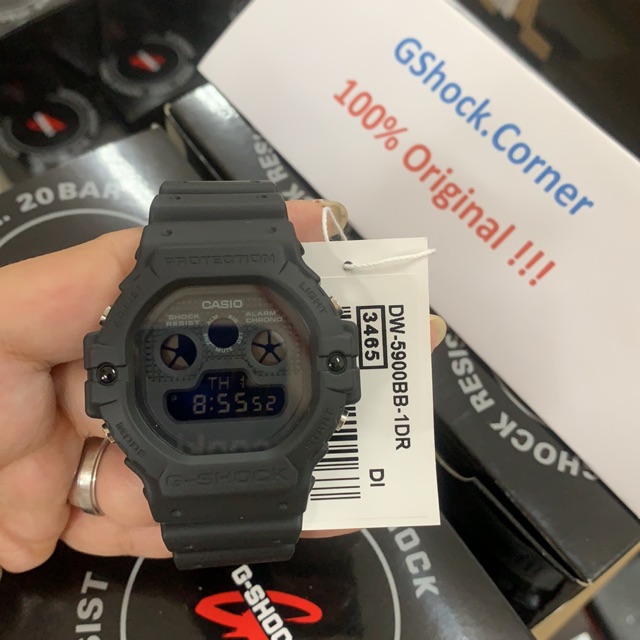 GShock.Corner
100% Original !!!
20 BAR
SHOCK RESIST
PROTECTION
LIGHT
CASIO
SHOCK
RESIST
ALARM
CHRONO
TH 1
8:55 52
MODE
G-SHOCK
DW-5900BB-1DR
3465
DI
SHOCK RESIST
G-SHOCK